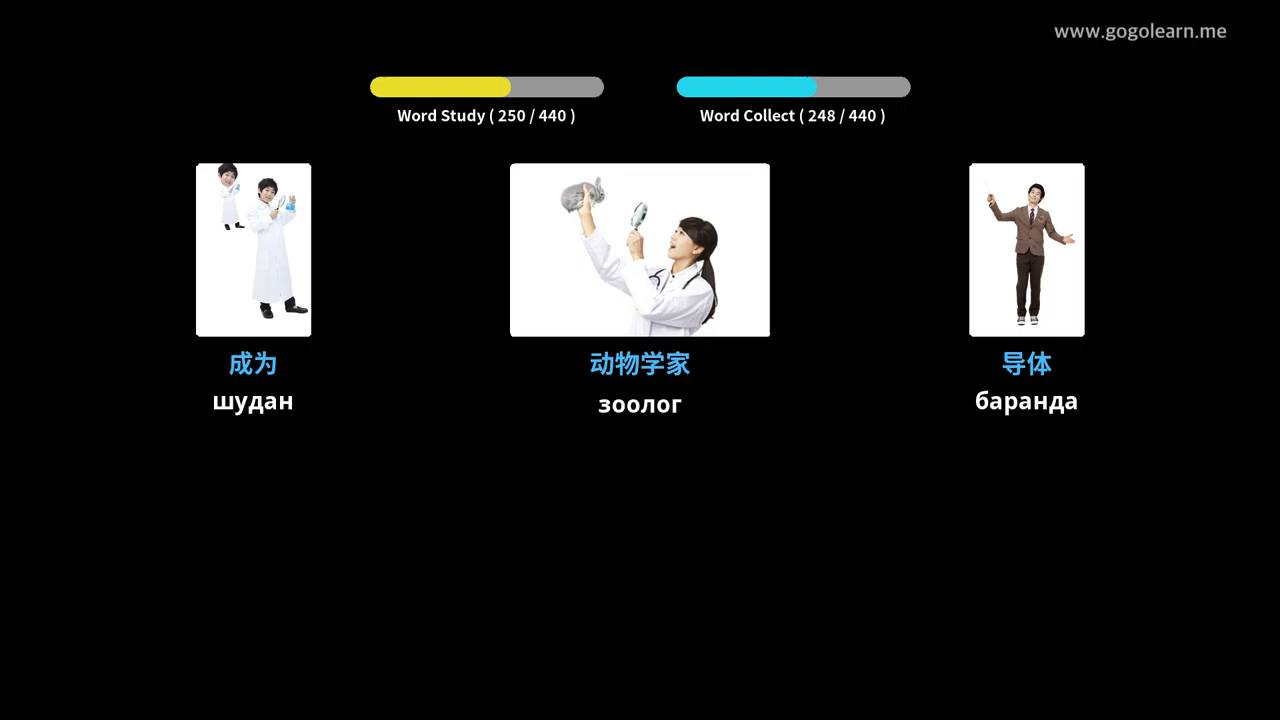 www.gogolearn.me
Word Study ( 250 / 440 )
Word Collect ( 248 / 440 )
成为
шудан
动物学家
зоолог
导体
баранда